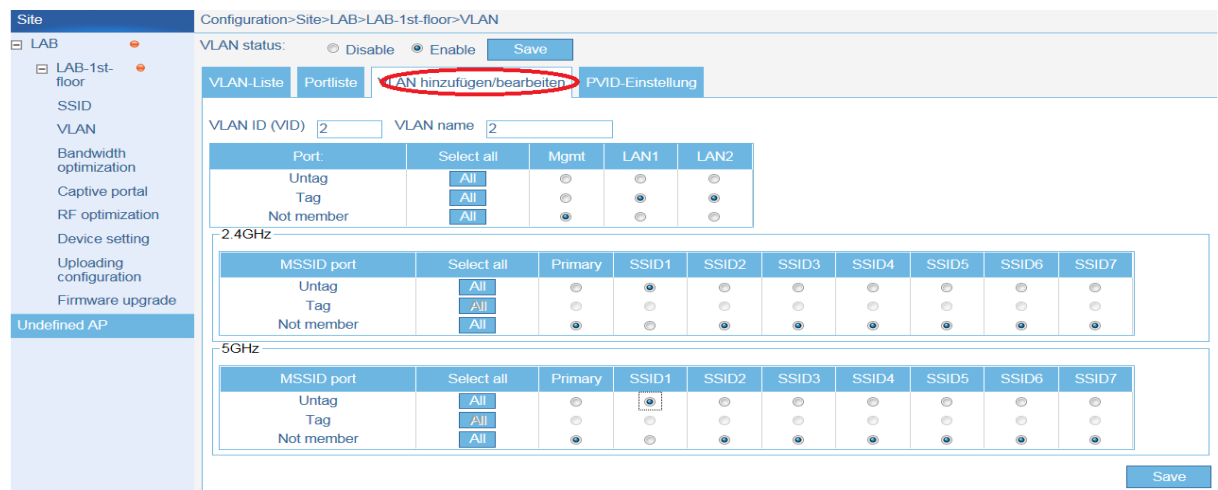 Site
Configuration>Site>LAB>LAB-1st-floor>VLAN
LAB
LAB-1st-
floor
SSID
VLAN
Bandwidth
optimization
Captive portal
RF optimization
Device setting
Uploading
configuration
Firmware upgrade
Undefined AP
VLAN status: Disable Enable Save
VLAN-Liste Portliste VLAN hinzufügen/bearbeiten PVID-Einstellung
VLAN ID (VID) 2 VLAN name 2
Port: Select all Mgmt LAN1 LAN2
Untag All
Tag All
Not member All
2.4GHz
MSSID port Select all Primary SSID1 SSID2 SSID3 SSID4 SSID5 SSID6 SSID7
Untag All
Tag All
Not member All
5GHz
MSSID port Select all Primary SSID1 SSID2 SSID3 SSID4 SSID5 SSID6 SSID7
Untag All
Tag All
Not member All
Save